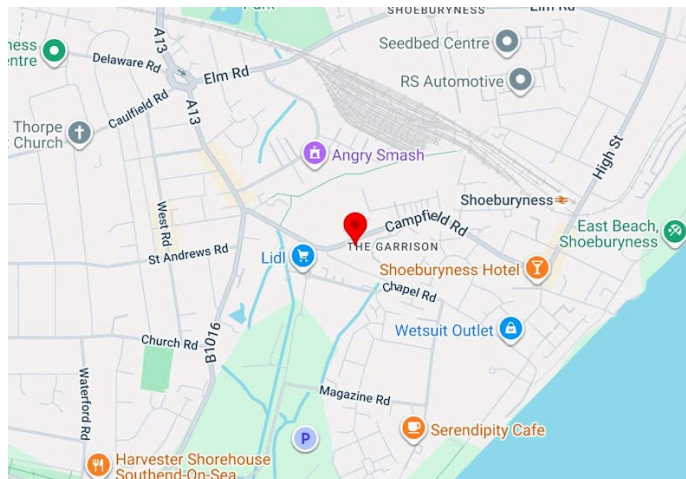 Park
SHOEBURYNESS
Elm Rd
ness
entre
A13
Seedbed Centre
Delaware Rd
Elm Rd
RS Automotive
Caulfield Rd
A13
Thorpe
Church
High St
Angry Smash
Shoeburyness
West Rd
Campfield Rd
East Beach,
Shoeburyness
St Andrews Rd
Lidl
THE GARRISON
Shoeburyness Hotel
Chapel Rd
Wetsuit Outlet
Church Rd
B1016
Waterford Rd
Magazine Rd
P
Serendipity Cafe
Harvester Shorehouse
Southend-On-Sea